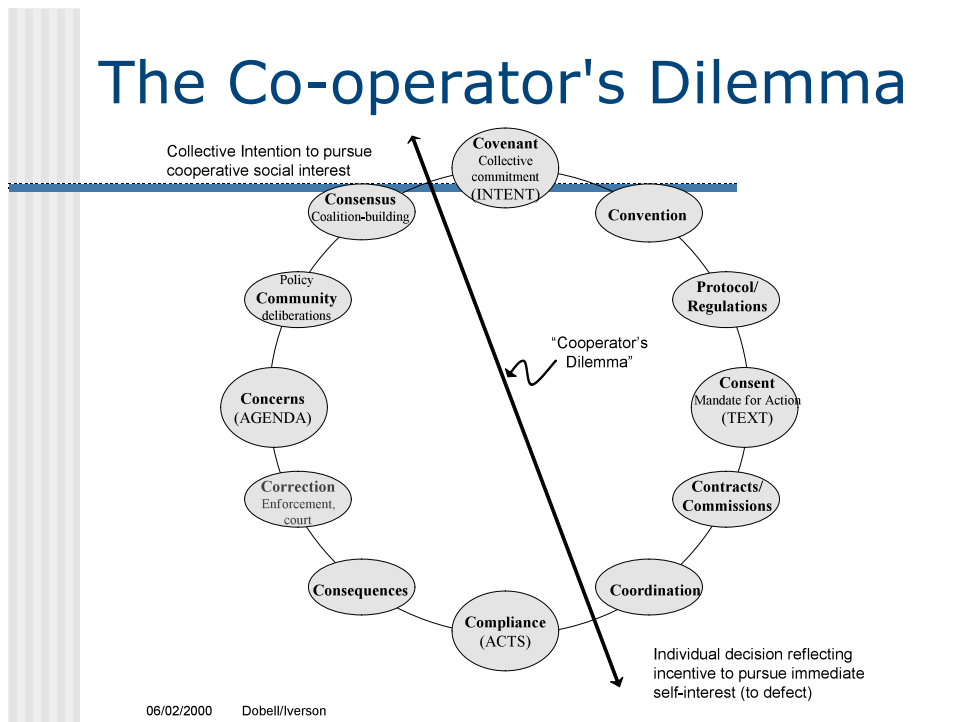 The Co-operator's Dilemma
Collective Intention to pursue
cooperative social interest
Covenant
Collective
commitment
(INTENT)
Consensus
Coalition-building
Convention
Policy
Community
deliberations
Protocol/
Regulations
“Cooperator’s
Dilemma”
Concerns
(AGENDA)
Consent
Mandate for Action
(TEXT)
Correction
Enforcement,
court
Contracts/
Commissions
Consequences
Coordination
Compliance
(ACTS)
Individual decision reflecting
incentive to pursue immediate
self-interest (to defect)
06/02/2000 Dobell/Iverson